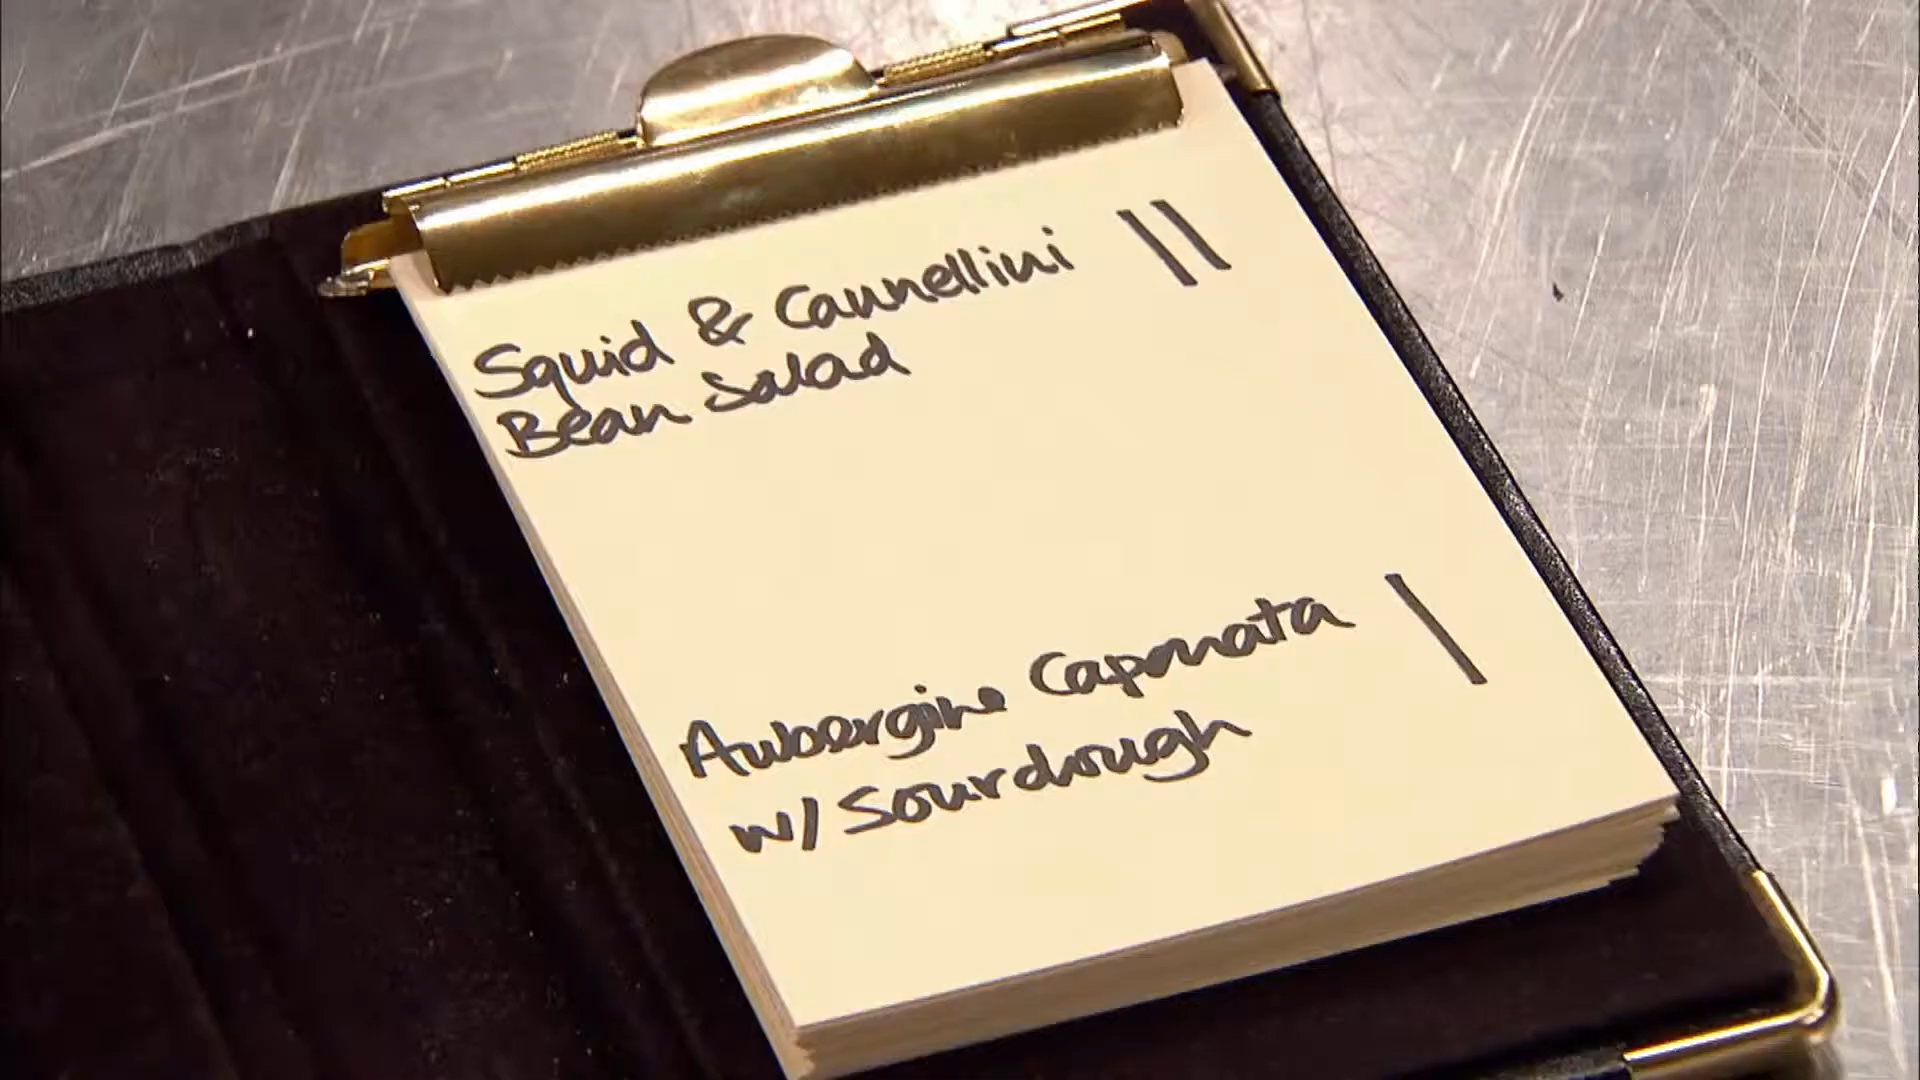 Squid & Cannellini ||
Bean Salad
Aubergine Caponata |
w/ Sourdough